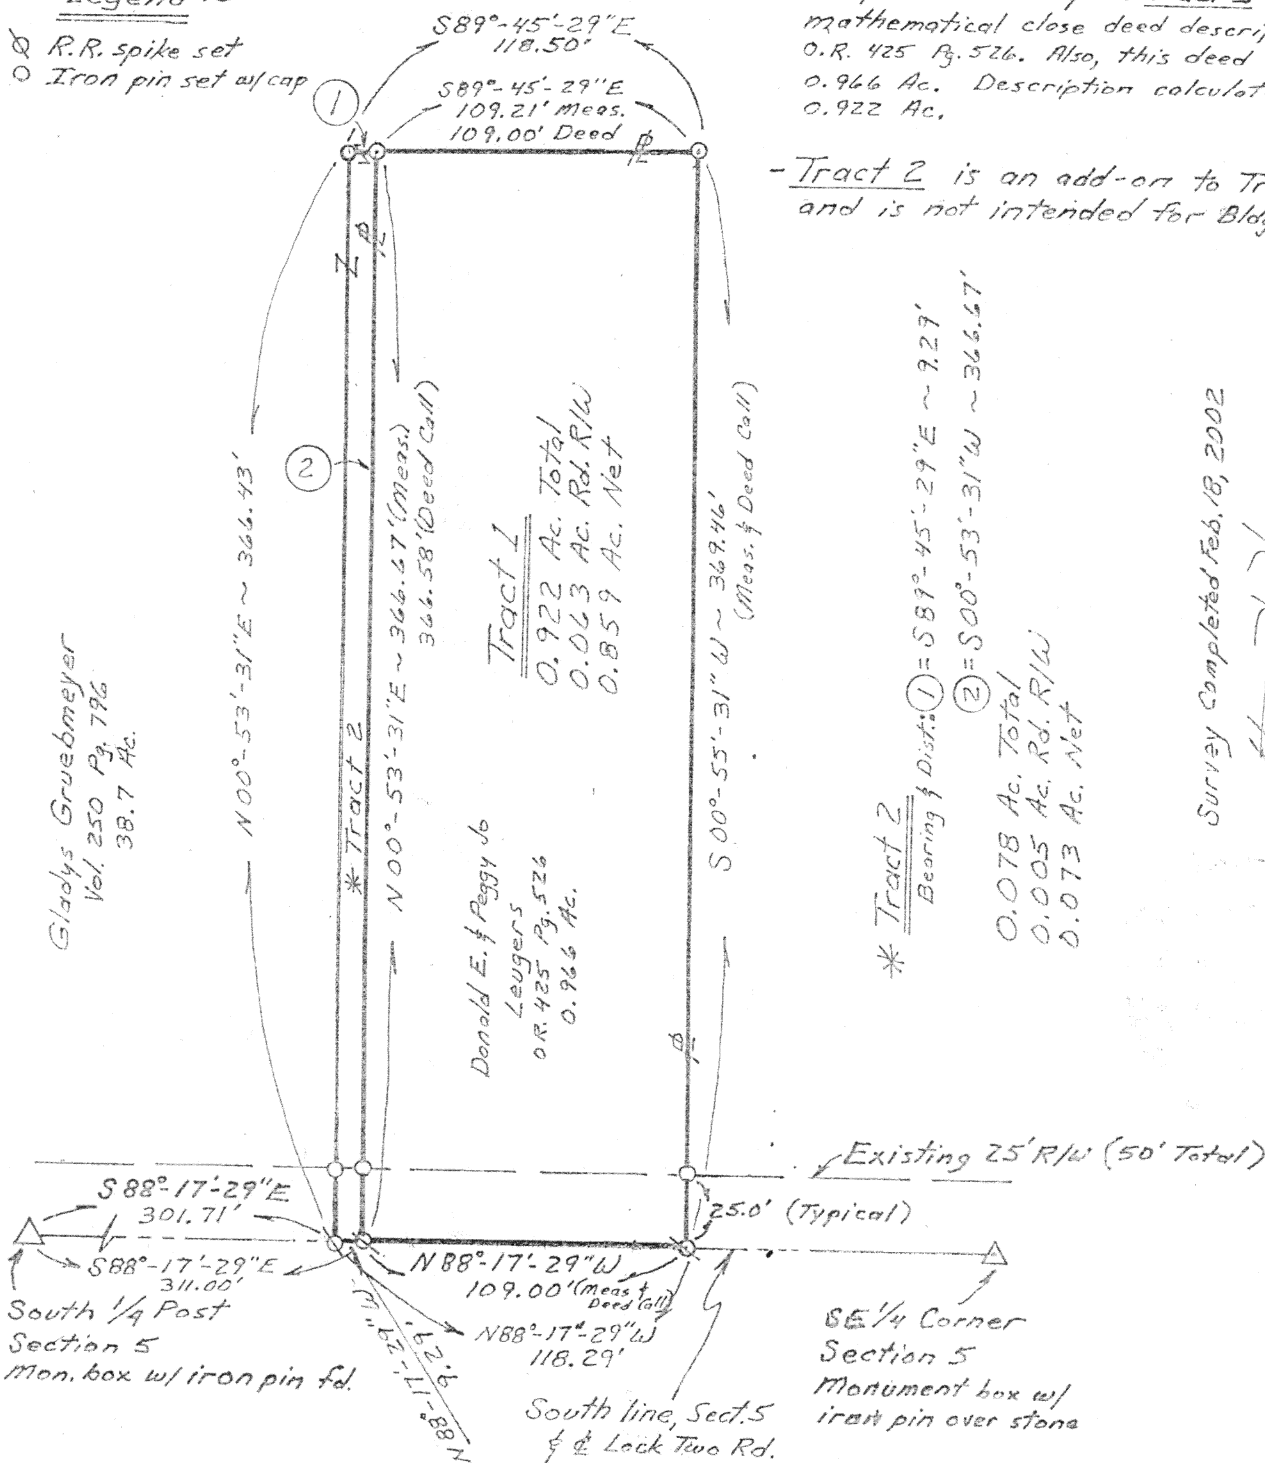 Legend
R.R. spike set
Iron pin set w/cap
S89°-45'-29"E
118.50'
S89°-45'-29"E
109.21' Meas.
109.00' Deed
mathematical close deed
O.R. 425 Pg. 526. Also, this deed
0.966 Ac. Description
0.922 Ac.
- Tract 2 is an add-on to
and is not intended for Bldg
1
2
Gladys Gruebmeyer
Vol. 250 Pg. 796
38.7 Ac.
N00°-53'-31"E ~ 366.43'
* Tract 2
N00°-53'-31"E ~ 366.67' (Meas.)
366.58' (Deed Call)
Tract 1
0.922 Ac. Total
0.063 Ac. Rd. R/W
0.859 Ac. Net
Donald E. & Peggy Jo
Leugers
O.R. 425 Pg. 526
0.966 Ac.
S00°-55'-31"W ~ 369.46'
(Meas. & Deed Call)
* Tract 2
Bearing & Dist.: 1 = S89°-45'-29"E ~ 9.29'
2 = S00°-53'-31"W ~ 366.67'
0.078 Ac. Total
0.005 Ac. Rd. R/W
0.073 Ac. Net
Survey Completed Feb. 18, 2002
Existing 25' R/W (50' Total)
25.0' (Typical)
S88°-17'-29"E
301.71'
S88°-17'-29"E
311.00'
South 1/4 Post
Section 5
Mon. box w/ iron pin fd.
N88°-17'-29"W
109.00' (Meas & Deed Call)
N88°-17'-29"W
118.29'
N88°-17'-29"W
9.29'
South line, Sect. 5
& ℄ Lock Two Rd.
SE 1/4 Corner
Section 5
Monument box w/
iron pin over stone